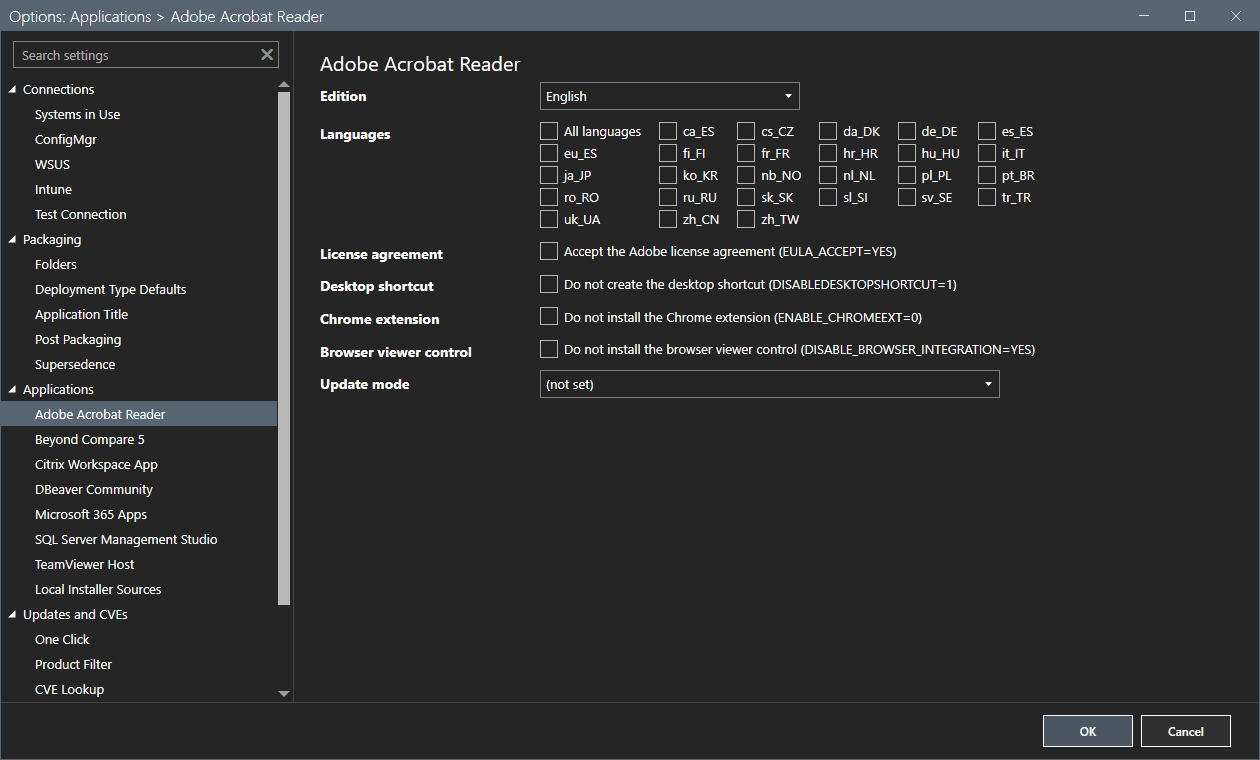 Options: Applications > Adobe Acrobat Reader
Search settings
Connections
Systems in Use
ConfigMgr
WSUS
Intune
Test Connection
Packaging
Folders
Deployment Type Defaults
Application Title
Post Packaging
Supersedence
Applications
Adobe Acrobat Reader
Beyond Compare 5
Citrix Workspace App
DBeaver Community
Microsoft 365 Apps
SQL Server Management Studio
TeamViewer Host
Local Installer Sources
Updates and CVEs
One Click
Product Filter
CVE Lookup
Adobe Acrobat Reader
Edition English
Languages All languages ca_ES cs_CZ da_DK de_DE es_ES
eu_ES fi_FI fr_FR hr_HR hu_HU it_IT
ja_JP ko_KR nb_NO nl_NL pl_PL pt_BR
ro_RO ru_RU sk_SK sl_SI sv_SE tr_TR
uk_UA zh_CN zh_TW
License agreement Accept the Adobe license agreement (EULA_ACCEPT=YES)
Desktop shortcut Do not create the desktop shortcut (DISABLEDESKTOPSHORTCUT=1)
Chrome extension Do not install the Chrome extension (ENABLE_CHROMEEXT=0)
Browser viewer control Do not install the browser viewer control (DISABLE_BROWSER_INTEGRATION=YES)
Update mode (not set)
OK Cancel